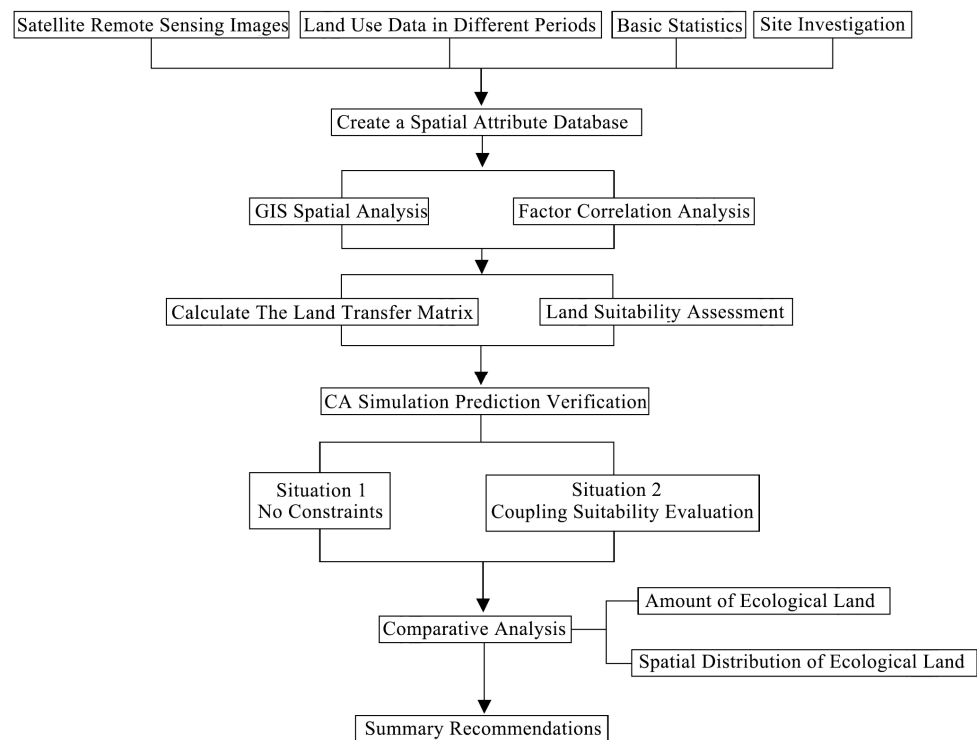 Satellite Remote Sensing Images
Land Use Data in Different Periods
Basic Statistics
Site Investigation
Create a Spatial Attribute Database
GIS Spatial Analysis
Factor Correlation Analysis
Calculate The Land Transfer Matrix
Land Suitability Assessment
CA Simulation Prediction Verification
Situation 1
No Constraints
Situation 2
Coupling Suitability Evaluation
Amount of Ecological Land
Comparative Analysis
Spatial Distribution of Ecological Land
Summary Recommendations